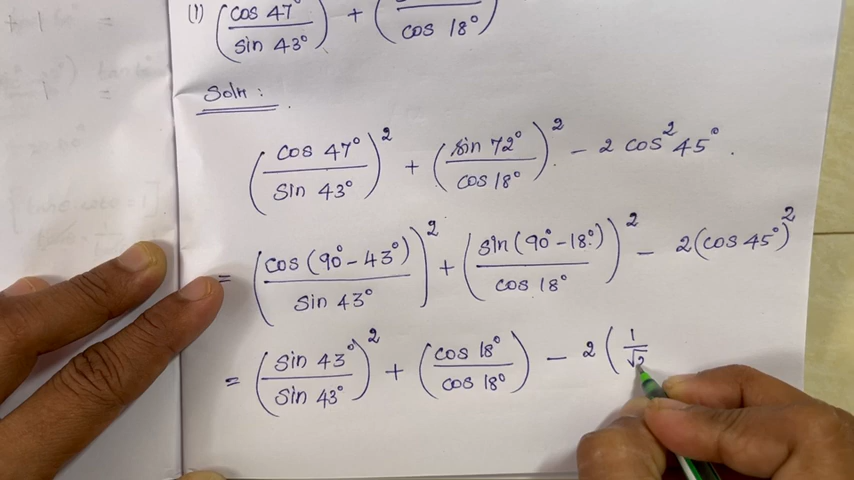 (1) (cos 47° / sin 43°) + ( / cos 18°)
Soln :
(cos 47° / sin 43°)² + (sin 72° / cos 18°)² - 2 cos² 45° .
= (cos (90° - 43°) / sin 43°)² + (sin (90° - 18°) / cos 18°)² - 2 (cos 45°)²
= (sin 43° / sin 43°)² + (cos 18° / cos 18°) - 2 (1 / √2